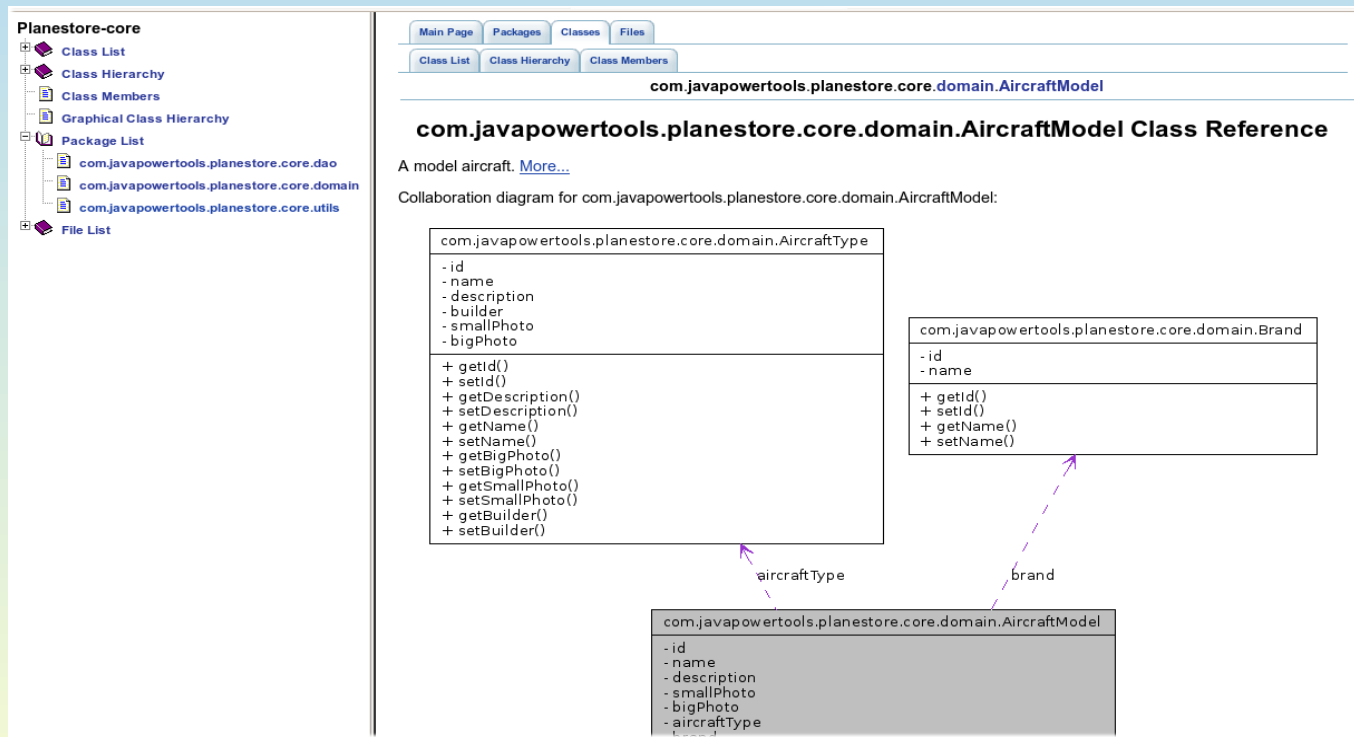 Planestore-core
Class List
Class Hierarchy
Class Members
Graphical Class Hierarchy
Package List
com.javapowertools.planestore.core.dao
com.javapowertools.planestore.core.domain
com.javapowertools.planestore.core.utils
File List
Main Page Packages Classes Files
Class List Class Hierarchy Class Members
com.javapowertools.planestore.core.domain.AircraftModel
com.javapowertools.planestore.core.domain.AircraftModel Class Reference
A model aircraft. More...
Collaboration diagram for com.javapowertools.planestore.core.domain.AircraftModel:
com.javapowertools.planestore.core.domain.AircraftType
- id
- name
- description
- builder
- smallPhoto
- bigPhoto
+ getId()
+ setId()
+ getDescription()
+ setDescription()
+ getName()
+ setName()
+ getBigPhoto()
+ setBigPhoto()
+ getSmallPhoto()
+ setSmallPhoto()
+ getBuilder()
+ setBuilder()
com.javapowertools.planestore.core.domain.Brand
- id
- name
+ getId()
+ setId()
+ getName()
+ setName()
aircraftType
brand
com.javapowertools.planestore.core.domain.AircraftModel
- id
- name
- description
- smallPhoto
- bigPhoto
- aircraftType